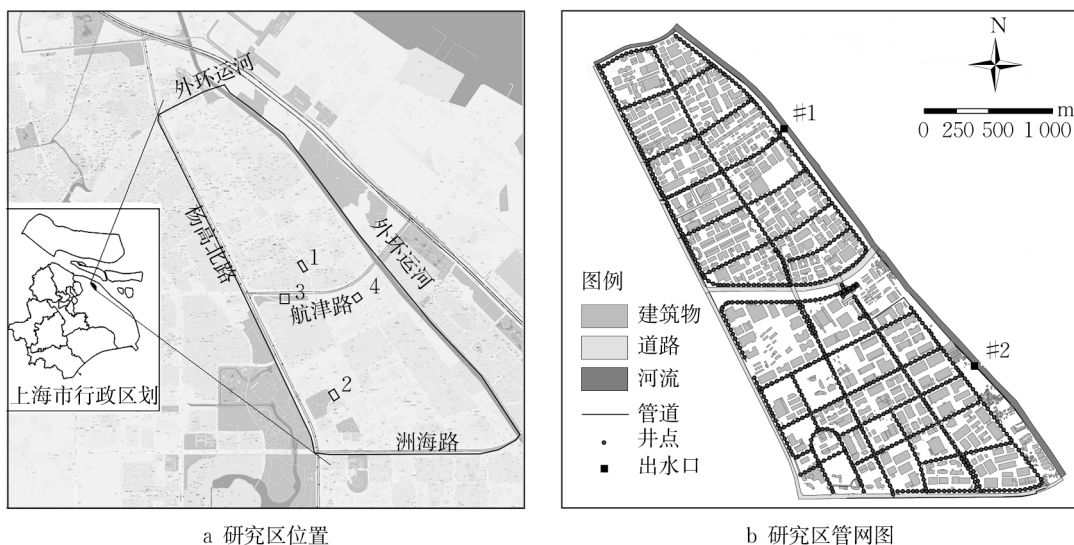 外环运河
杨高北路
外环运河
1
3
4
航津路
2
洲海路
上海市行政区划
a 研究区位置
N
m
0 250 500 1 000
#1
#2
图例
建筑物
道路
河流
管道
井点
出水口
b 研究区管网图